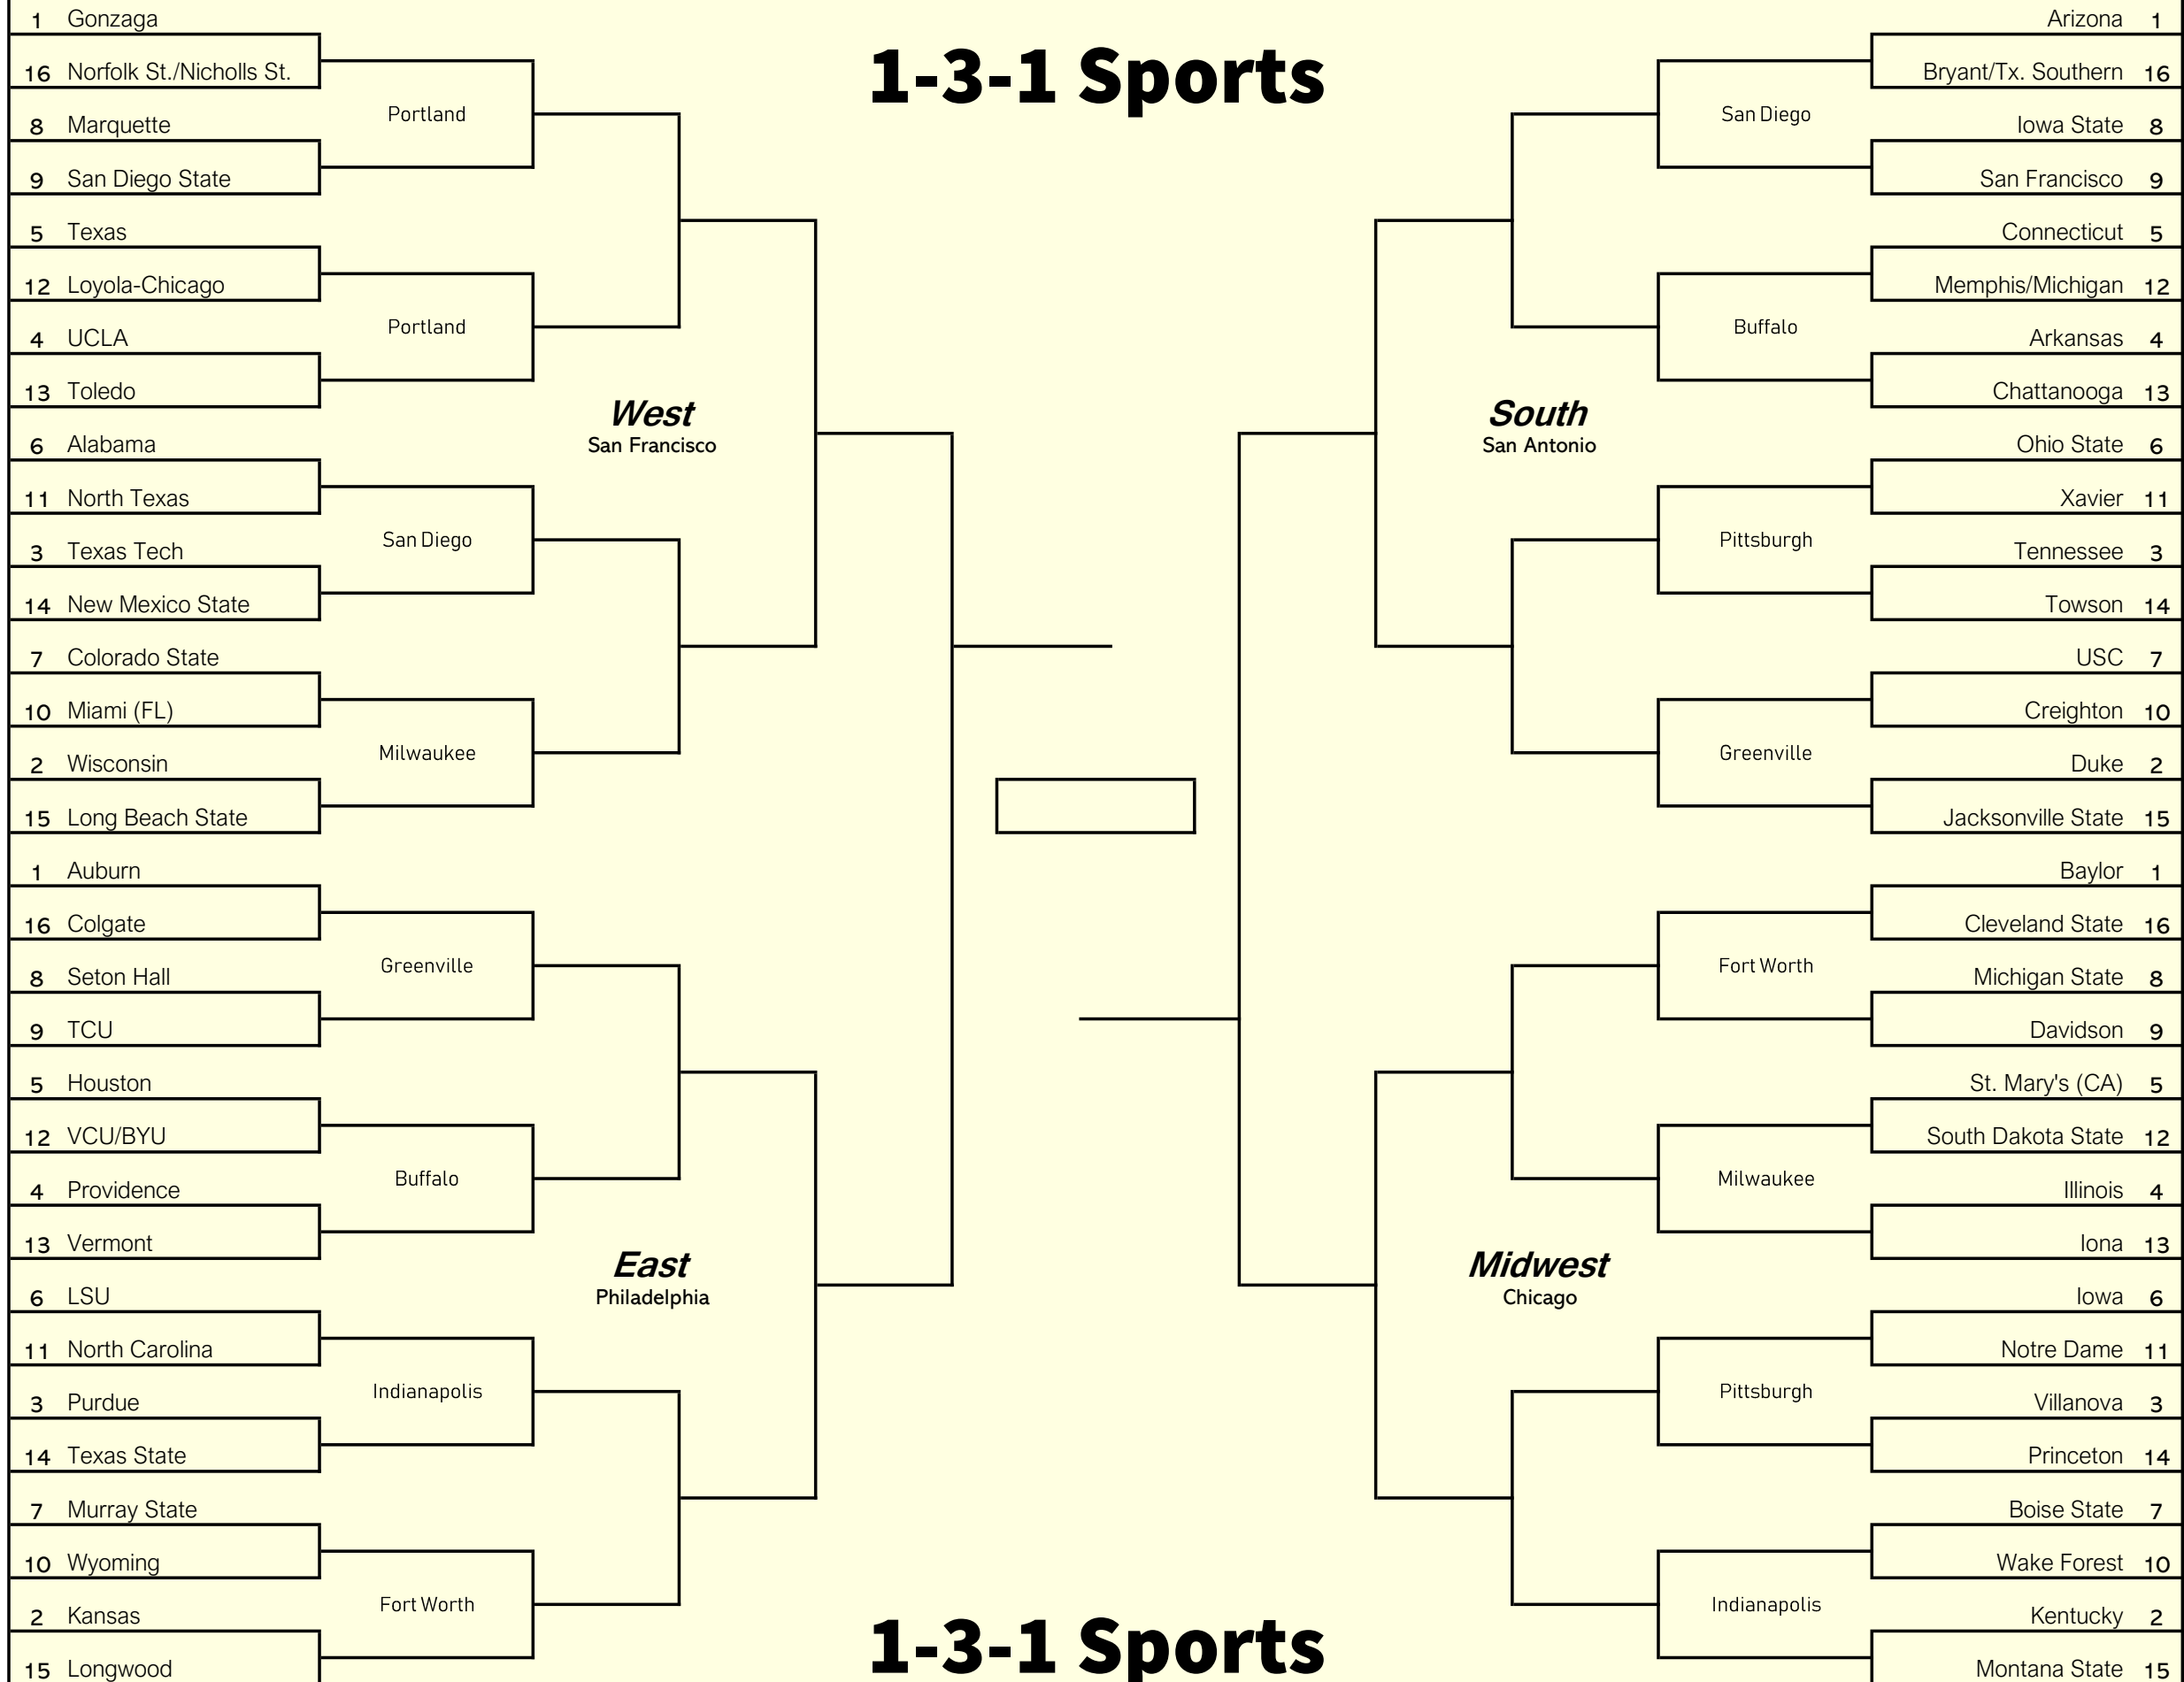 1-3-1 Sports
1 Gonzaga
16 Norfolk St./Nicholls St.
Portland
8 Marquette
9 San Diego State
5 Texas
12 Loyola-Chicago
Portland
4 UCLA
13 Toledo
West
San Francisco
6 Alabama
11 North Texas
San Diego
3 Texas Tech
14 New Mexico State
7 Colorado State
10 Miami (FL)
Milwaukee
2 Wisconsin
15 Long Beach State
1 Auburn
16 Colgate
Greenville
8 Seton Hall
9 TCU
5 Houston
12 VCU/BYU
Buffalo
4 Providence
13 Vermont
East
Philadelphia
6 LSU
11 North Carolina
Indianapolis
3 Purdue
14 Texas State
7 Murray State
10 Wyoming
Fort Worth
2 Kansas
15 Longwood
Arizona 1
Bryant/Tx. Southern 16
San Diego
Iowa State 8
San Francisco 9
Connecticut 5
Memphis/Michigan 12
Buffalo
Arkansas 4
Chattanooga 13
South
San Antonio
Ohio State 6
Xavier 11
Pittsburgh
Tennessee 3
Towson 14
USC 7
Creighton 10
Greenville
Duke 2
Jacksonville State 15
Baylor 1
Cleveland State 16
Fort Worth
Michigan State 8
Davidson 9
St. Mary's (CA) 5
South Dakota State 12
Milwaukee
Illinois 4
Iona 13
Midwest
Chicago
Iowa 6
Notre Dame 11
Pittsburgh
Villanova 3
Princeton 14
Boise State 7
Wake Forest 10
Indianapolis
Kentucky 2
Montana State 15
1-3-1 Sports